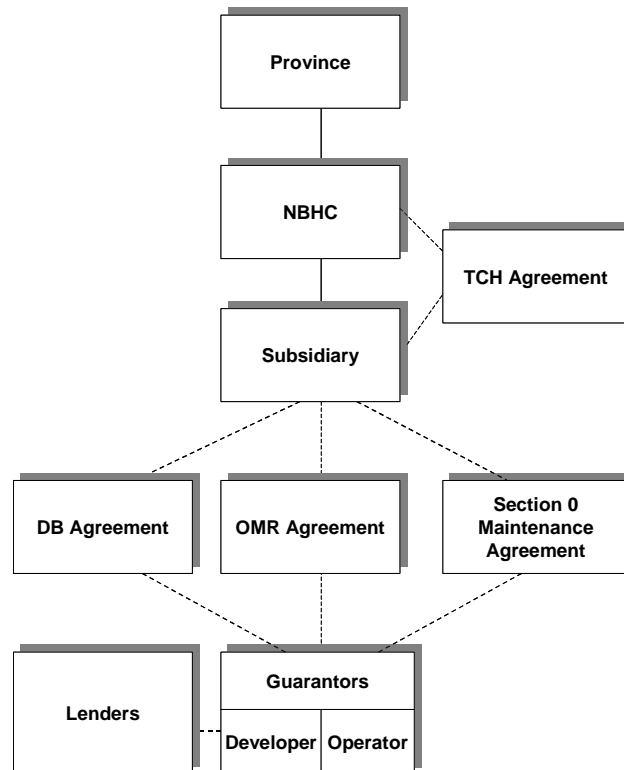 Province
NBHC
TCH Agreement
Subsidiary
DB Agreement
OMR Agreement
Section 0
Maintenance
Agreement
Lenders
Guarantors
Developer
Operator